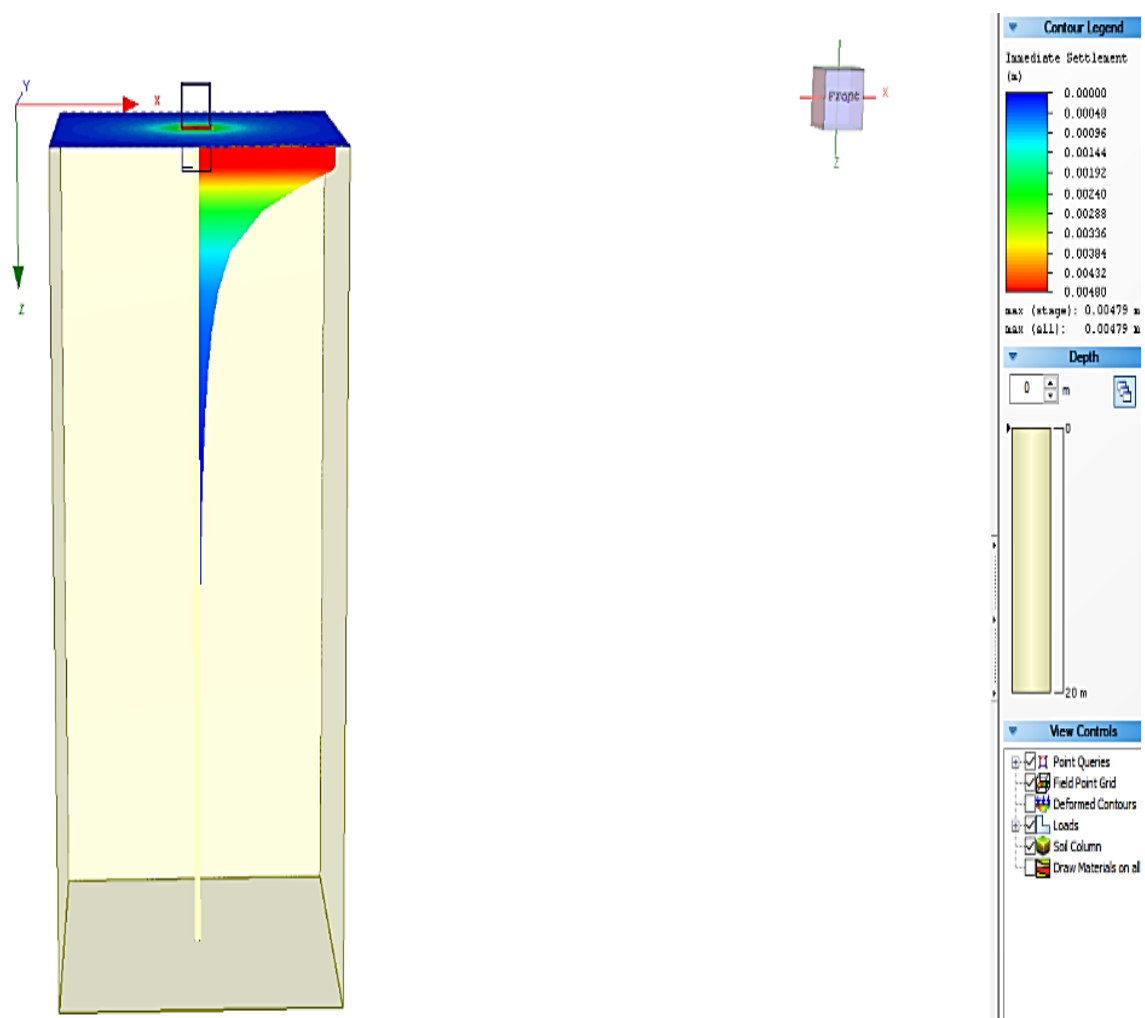 Y
X
Z
Front
X
Z
Contour Legend
Immediate Settlement
(m)
0.00000
0.00048
0.00096
0.00144
0.00192
0.00240
0.00288
0.00336
0.00384
0.00432
0.00480
max (stage): 0.00479 m
max (all): 0.00479 m
Depth
0 m
0
20 m
View Controls
Point Queries
Field Point Grid
Deformed Contours
Loads
Soil Column
Draw Materials on all